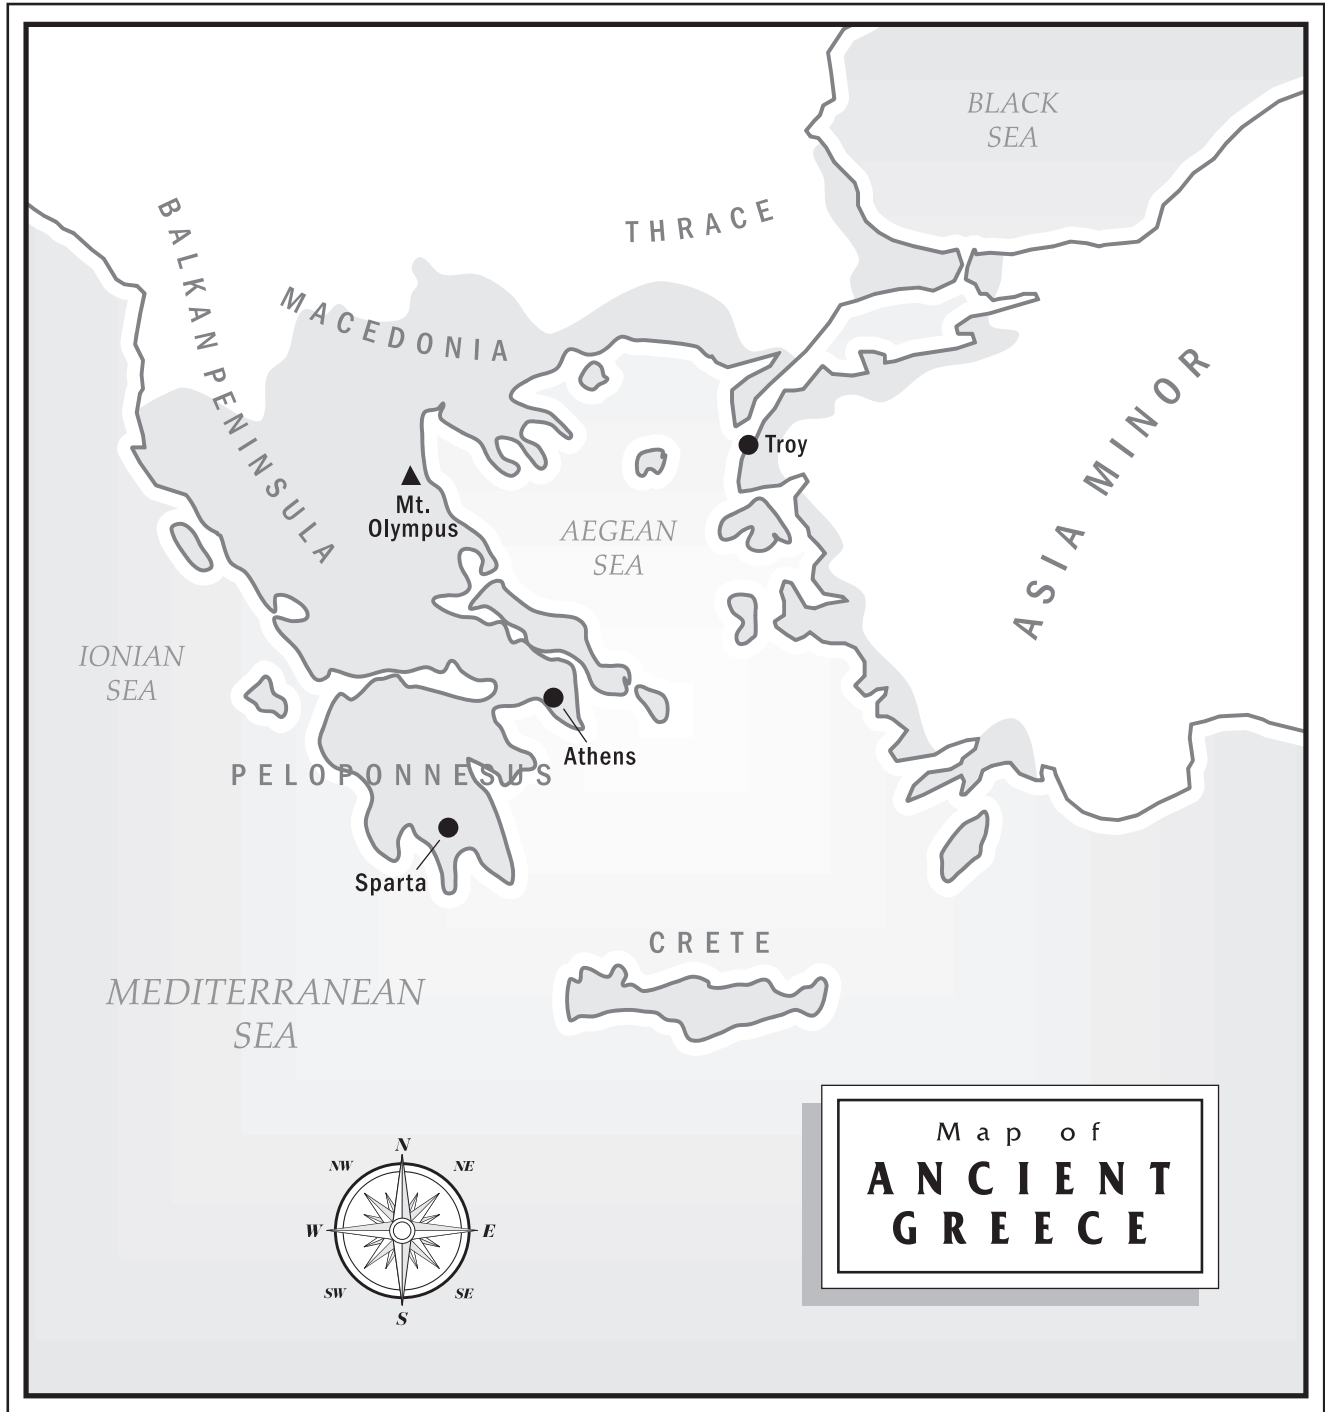 BLACK
SEA
THRACE
BALKAN PENINSULA
MACEDONIA
ASIA MINOR
Troy
Mt.
Olympus
AEGEAN
SEA
IONIAN
SEA
Athens
PELOPONNESUS
Sparta
CRETE
MEDITERRANEAN
SEA
Map of
ANCIENT
GREECE
N
NW
NE
W
E
SW
SE
S